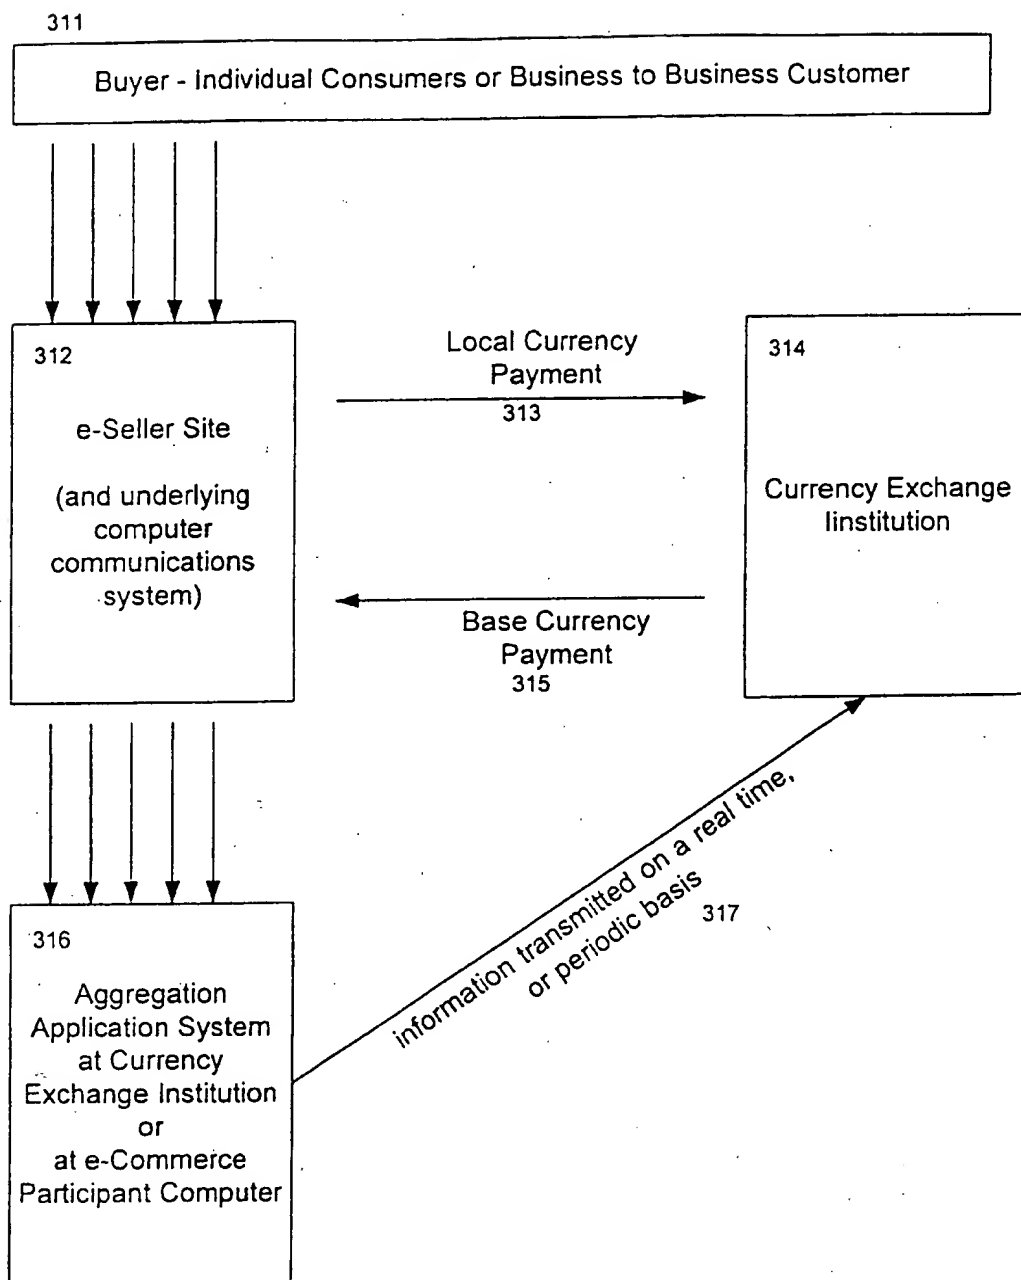 311
Buyer - Individual Consumers or Business to Business Customer
312
e-Seller Site
(and underlying
computer
communications
system)
Local Currency
Payment
313
314
Currency Exchange
Iinstitution
Base Currency
Payment
315
information transmitted on a real time,
or periodic basis
317
316
Aggregation
Application System
at Currency
Exchange Institution
or
at e-Commerce
Participant Computer